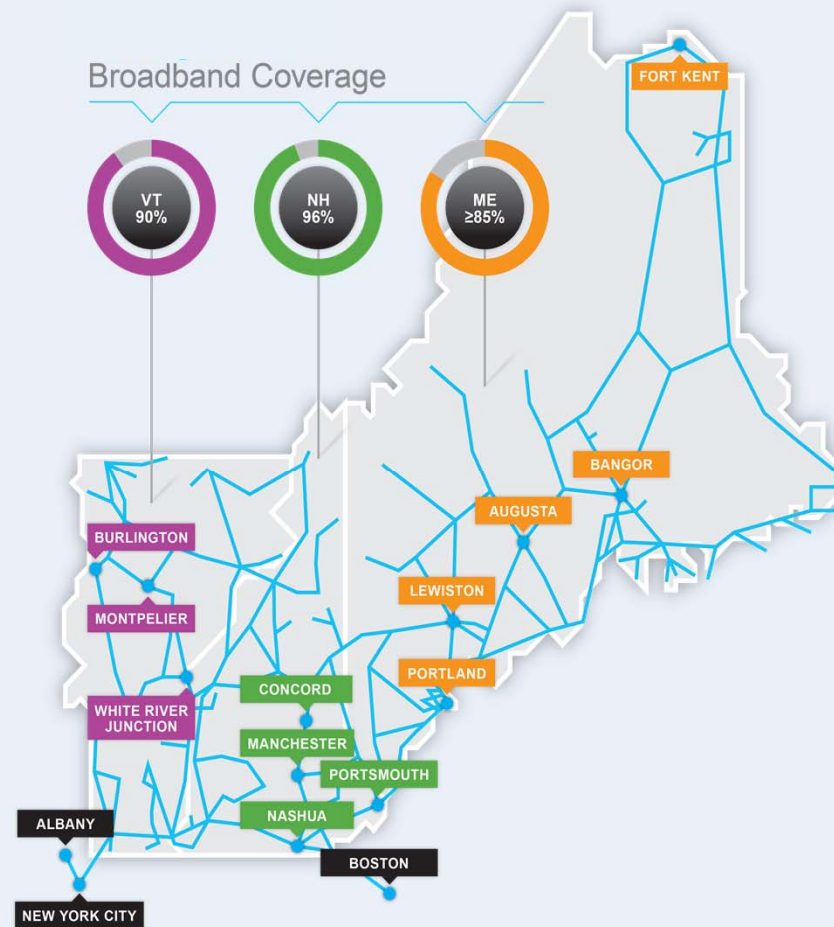 Broadband Coverage
FORT KENT
VT
90%
NH
96%
ME
≥85%
BANGOR
AUGUSTA
BURLINGTON
LEWISTON
MONTPELIER
PORTLAND
CONCORD
WHITE RIVER
JUNCTION
MANCHESTER
PORTSMOUTH
NASHUA
ALBANY
BOSTON
NEW YORK CITY